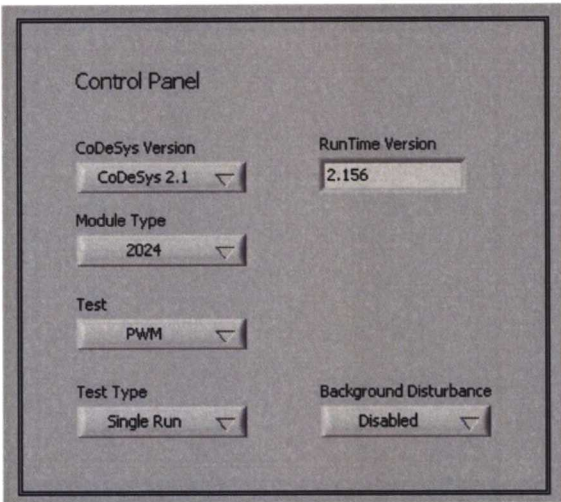 Control Panel
CoDeSys Version
CoDeSys 2.1
RunTime Version
2.156
Module Type
2024
Test
PWM
Test Type
Single Run
Background Disturbance
Disabled